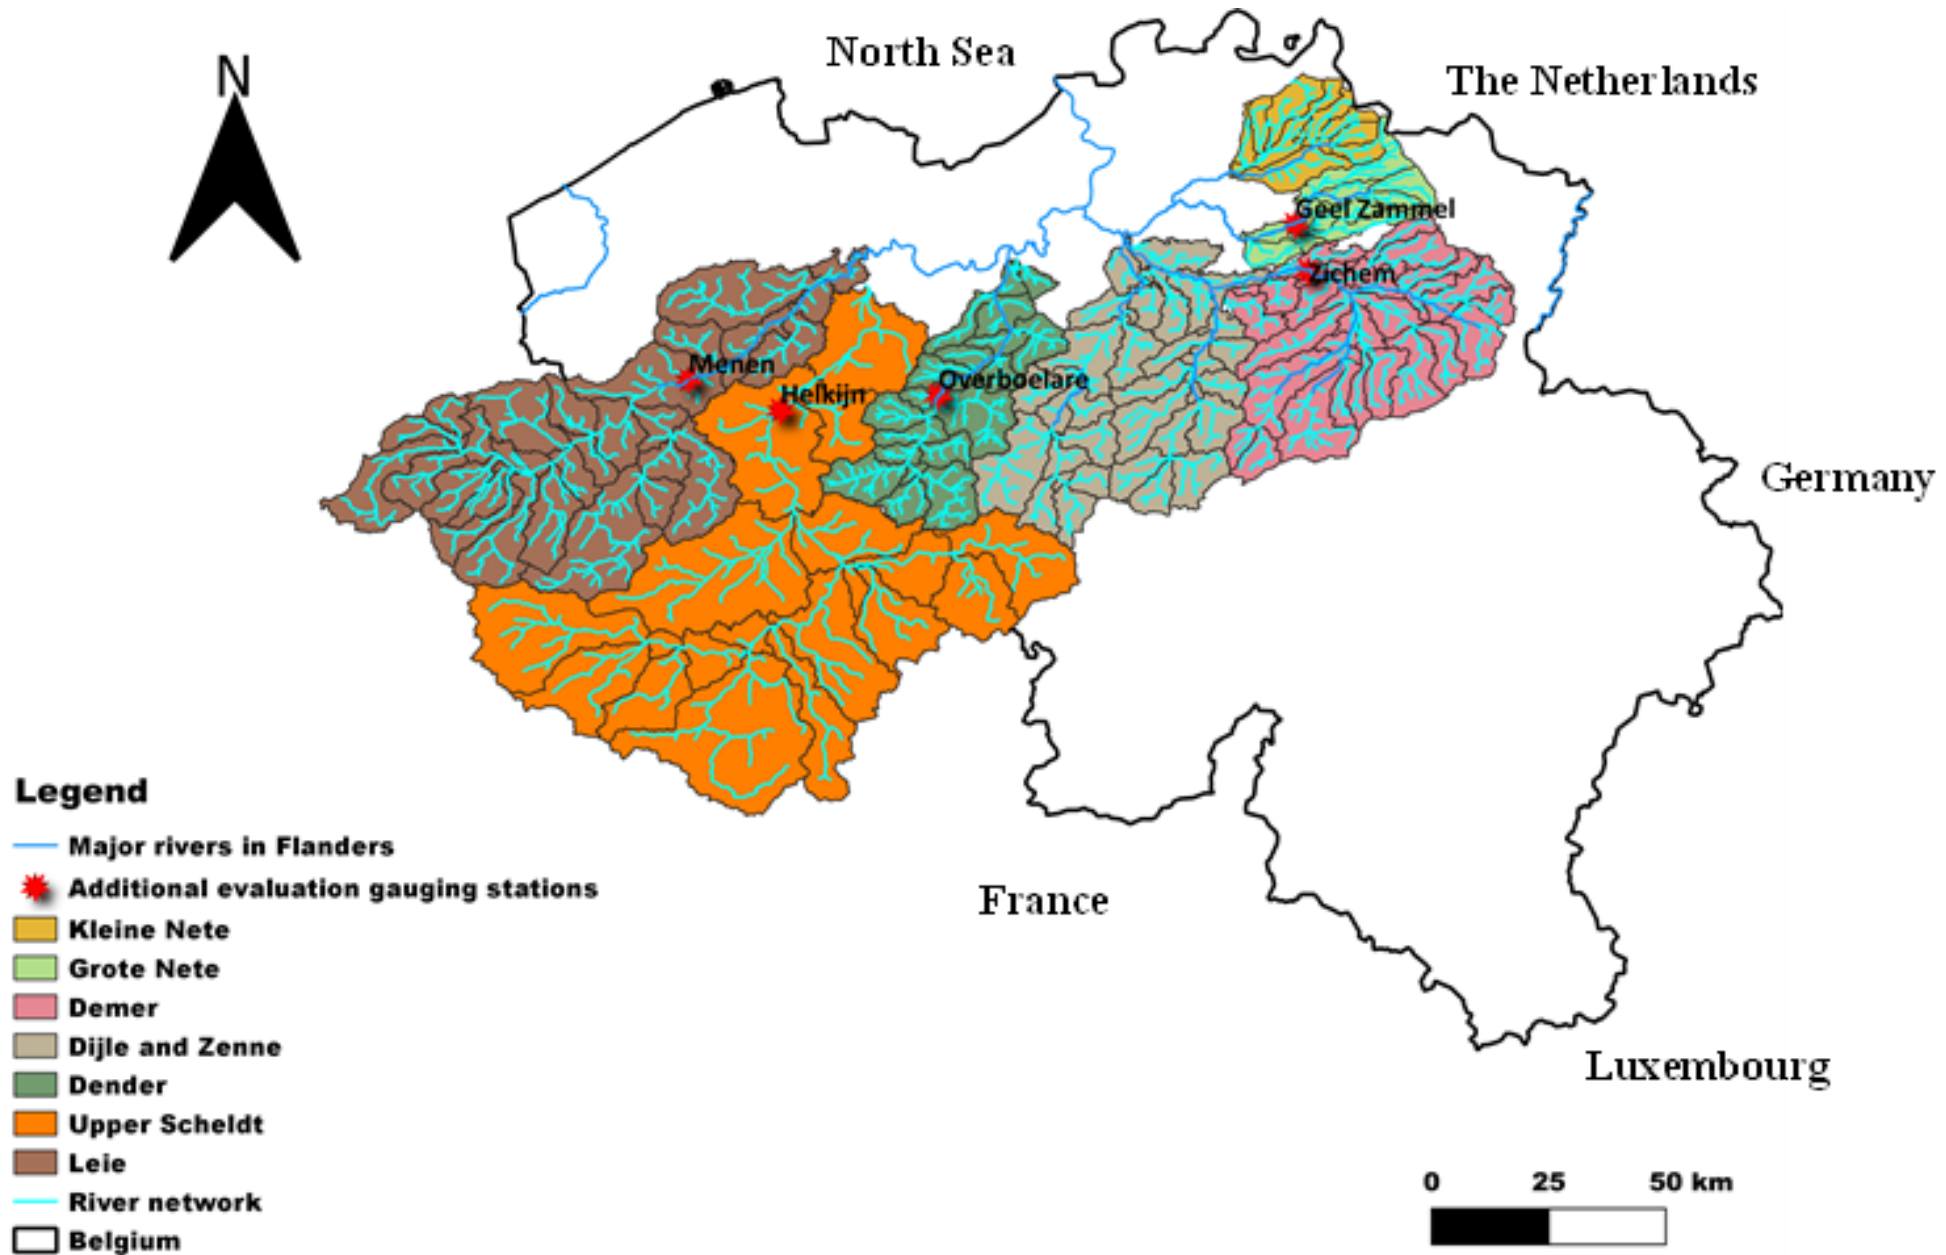 N
North Sea
The Netherlands
Geel Zammel
Zichem
Menen
Helkijn
Overboelare
Germany
France
Luxembourg
Legend
Major rivers in Flanders
Additional evaluation gauging stations
Kleine Nete
Grote Nete
Demer
Dijle and Zenne
Dender
Upper Scheldt
Leie
River network
Belgium
0 25 50 km